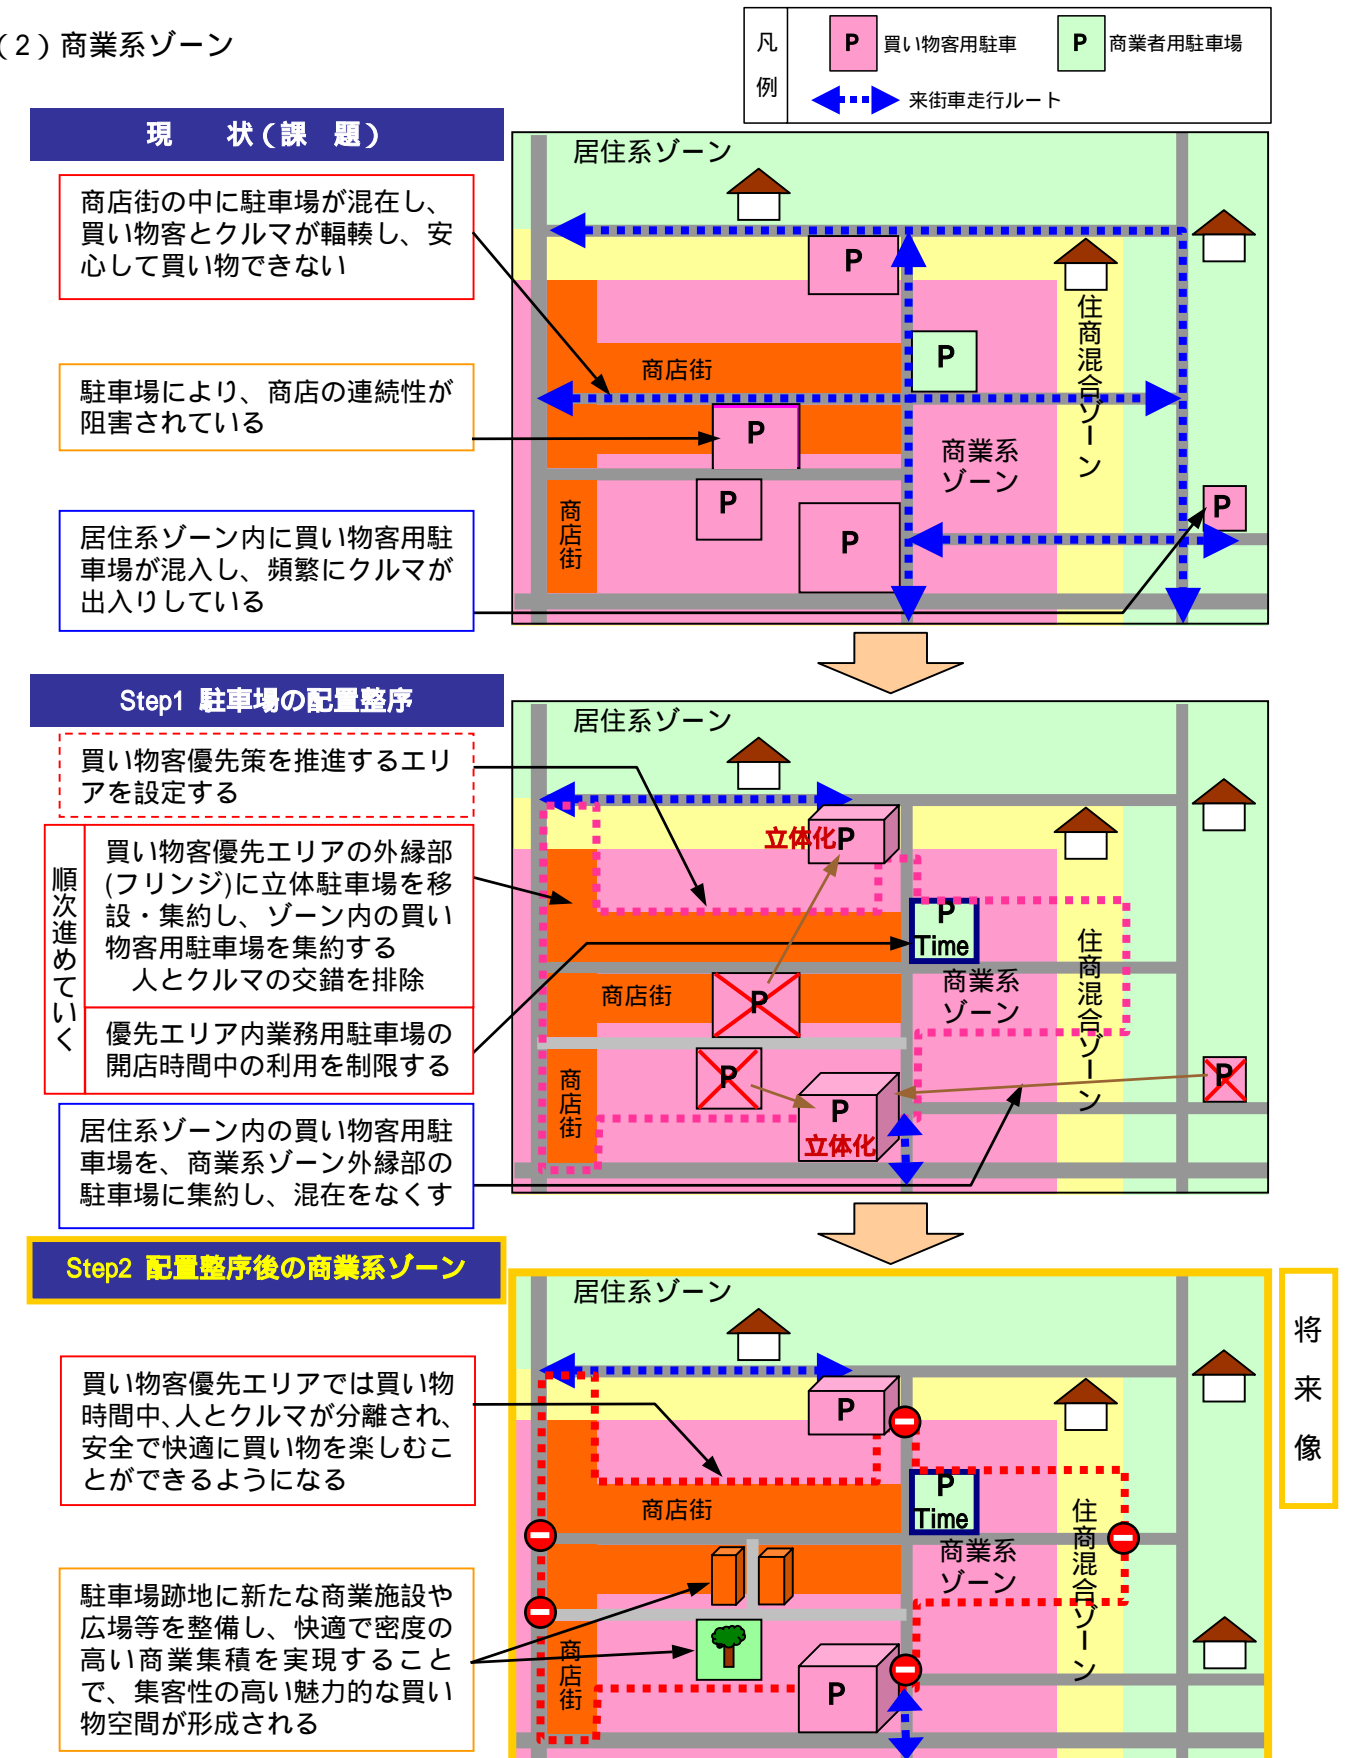 （2）商業系ゾーン
凡
例
P 買い物客用駐車
P 商業者用駐車場
来街車走行ルート
現　状（課　題）
商店街の中に駐車場が混在し、
買い物客とクルマが輻輳し、安
心して買い物できない
駐車場により、商店の連続性が
阻害されている
居住系ゾーン内に買い物客用駐
車場が混入し、頻繁にクルマが
出入りしている
居住系ゾーン
P
P
商店街
P
商業系
ゾーン
住商混合ゾーン
P
P
P
商店街
Step1 駐車場の配置整序
買い物客優先策を推進するエリ
アを設定する
順次進めていく
買い物客優先エリアの外縁部
(フリンジ)に立体駐車場を移
設・集約し、ゾーン内の買い
物客用駐車場を集約する
人とクルマの交錯を排除
優先エリア内業務用駐車場の
開店時間中の利用を制限する
居住系ゾーン内の買い物客用駐
車場を、商業系ゾーン外縁部の
駐車場に集約し、混在をなくす
居住系ゾーン
立体化 P
P
Time
商店街
P
商業系
ゾーン
住商混合ゾーン
P
P
商店街
P
立体化
Step2 配置整序後の商業系ゾーン
買い物客優先エリアでは買い物
時間中、人とクルマが分離され、
安全で快適に買い物を楽しむこ
とができるようになる
駐車場跡地に新たな商業施設や
広場等を整備し、快適で密度の
高い商業集積を実現すること
で、集客性の高い魅力的な買い
物空間が形成される
居住系ゾーン
P
P
Time
商店街
商業系
ゾーン
住商混合ゾーン
商店街
P
将来像